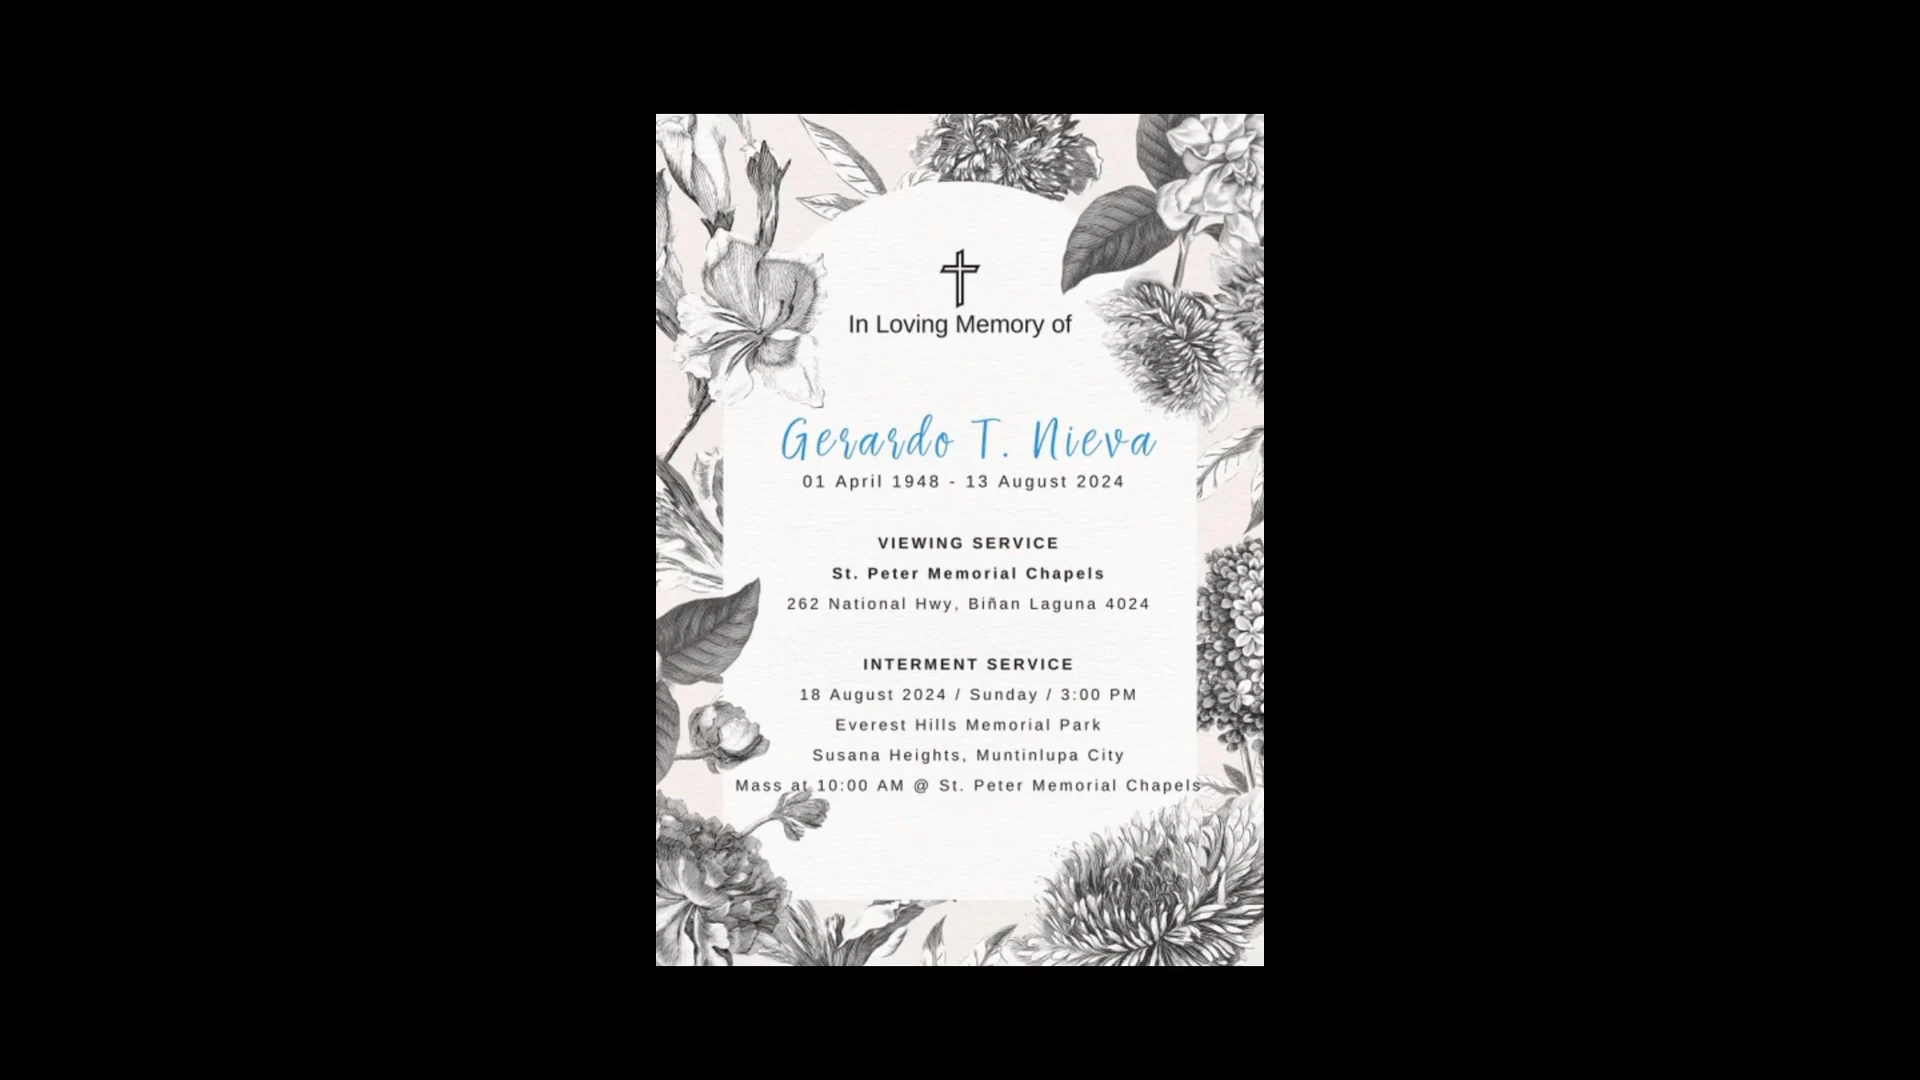 In Loving Memory of
Gerardo T. Nieva
01 April 1948 - 13 August 2024
VIEWING SERVICE
St. Peter Memorial Chapels
262 National Hwy, Biñan Laguna 4024
INTERMENT SERVICE
18 August 2024 / Sunday / 3:00 PM
Everest Hills Memorial Park
Susana Heights, Muntinlupa City
Mass at 10:00 AM @ St. Peter Memorial Chapels